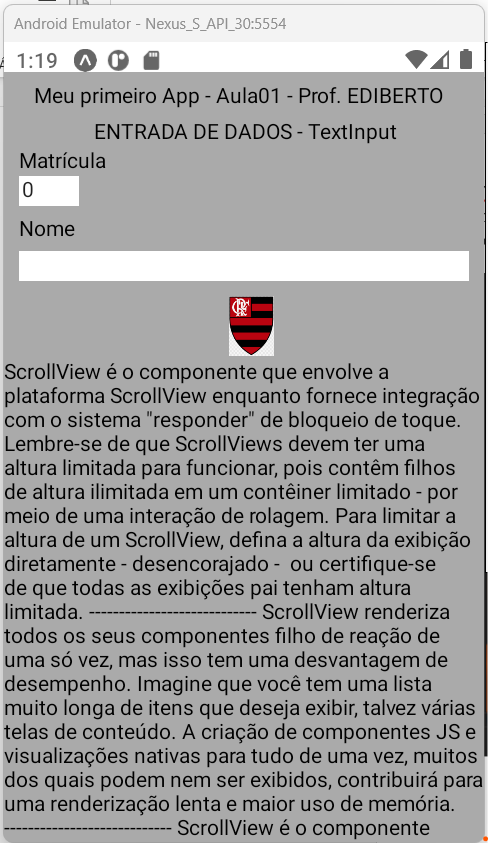 Android Emulator - Nexus_S_API_30:5554
1:19
Meu primeiro App - Aula01 - Prof. EDIBERTO
ENTRADA DE DADOS - TextInput
Matrícula
0
Nome
ScrollView é o componente que envolve a
plataforma ScrollView enquanto fornece integração
com o sistema "responder" de bloqueio de toque.
Lembre-se de que ScrollViews devem ter uma
altura limitada para funcionar, pois contêm filhos
de altura ilimitada em um contêiner limitado - por
meio de uma interação de rolagem. Para limitar a
altura de um ScrollView, defina a altura da exibição
diretamente - desencorajado -  ou certifique-se
de que todas as exibições pai tenham altura
limitada. ---------------------------- ScrollView renderiza
todos os seus componentes filho de reação de
uma só vez, mas isso tem uma desvantagem de
desempenho. Imagine que você tem uma lista
muito longa de itens que deseja exibir, talvez várias
telas de conteúdo. A criação de componentes JS e
visualizações nativas para tudo de uma vez, muitos
dos quais podem nem ser exibidos, contribuirá para
uma renderização lenta e maior uso de memória.
---------------------------- ScrollView é o componente